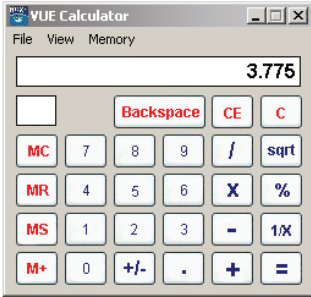 VUE Calculator
File View Memory
3.775
Backspace CE C
MC 7 8 9 / sqrt
MR 4 5 6 X %
MS 1 2 3 - 1/X
M+ 0 +/- . + =